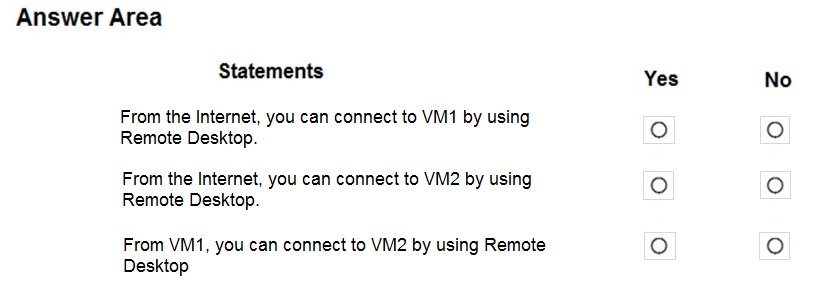 Answer Area
Statements Yes No
From the Internet, you can connect to VM1 by using
Remote Desktop.
From the Internet, you can connect to VM2 by using
Remote Desktop.
From VM1, you can connect to VM2 by using Remote
Desktop